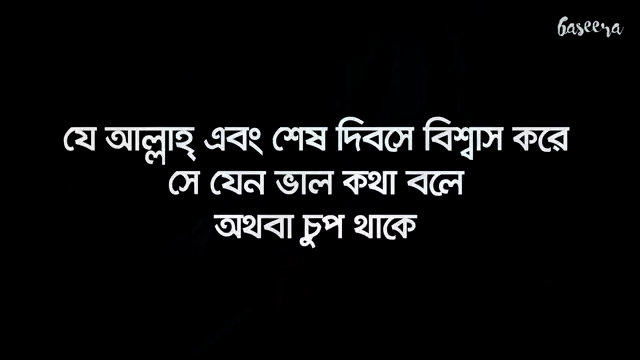 baseera
যে আল্লাহ্ এবং শেষ দিবসে বিশ্বাস করে
সে যেন ভাল কথা বলে
অথবা চুপ থাকে